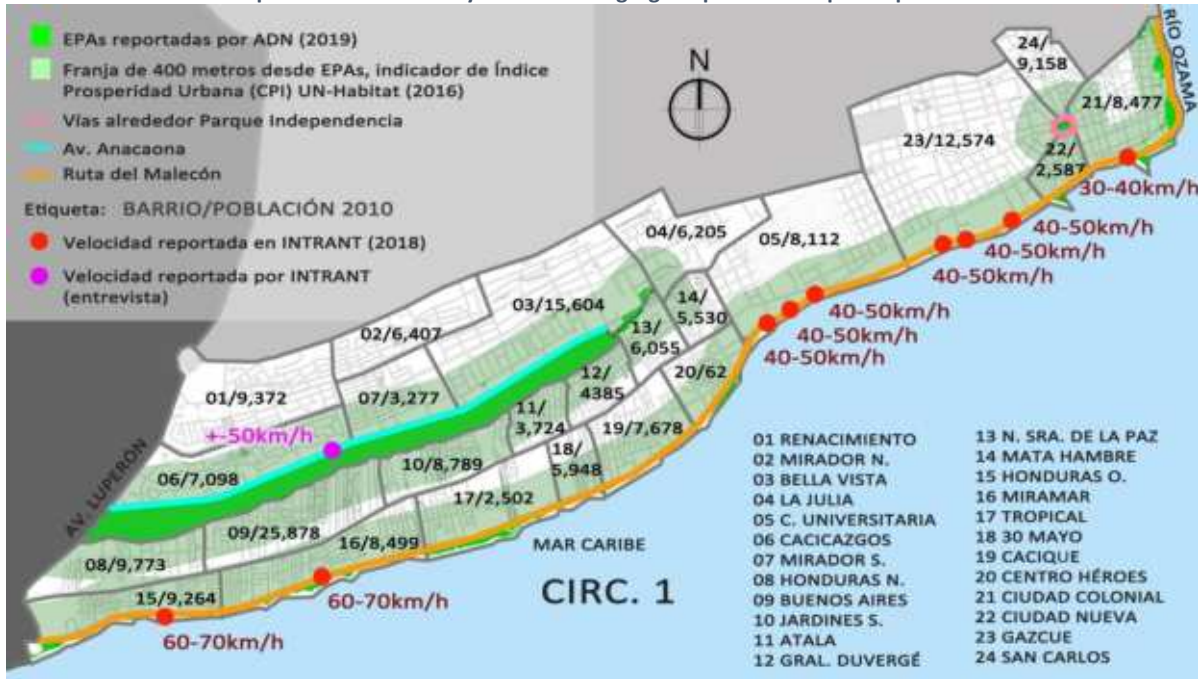 EPAs reportadas por ADN (2019)
Franja de 400 metros desde EPAs, indicador de Índice
Prosperidad Urbana (CPI) UN-Habitat (2016)
Vías alrededor Parque Independencia
Av. Anacaona
Ruta del Malecón
Etiqueta: BARRIO/POBLACIÓN 2010
Velocidad reportada en INTRANT (2018)
Velocidad reportada por INTRANT
(entrevista)
N
RÍO OZAMA
24/
9,158
21/8,477
23/12,574
22/
2,587
30-40km/h
04/6,205
05/8,112
40-50km/h
40-50km/h
40-50km/h
03/15,604
14/
5,530
13/
6,055
40-50km/h
40-50km/h
40-50km/h
02/6,407
12/
4385
20/62
01/9,372
07/3,277
11/
3,724
19/7,678
+-50km/h
AV. LUPERÓN
06/7,098
10/8,789
18/
5,948
17/2,502
09/25,878
16/8,499
MAR CARIBE
08/9,773
15/9,264
60-70km/h
60-70km/h
CIRC. 1
01 RENACIMIENTO
02 MIRADOR N.
03 BELLA VISTA
04 LA JULIA
05 C. UNIVERSITARIA
06 CACICAZGOS
07 MIRADOR S.
08 HONDURAS N.
09 BUENOS AIRES
10 JARDINES S.
11 ATALA
12 GRAL. DUVERGÉ
13 N. SRA. DE LA PAZ
14 MATA HAMBRE
15 HONDURAS O.
16 MIRAMAR
17 TROPICAL
18 30 MAYO
19 CACIQUE
20 CENTRO HÉROES
21 CIUDAD COLONIAL
22 CIUDAD NUEVA
23 GAZCUE
24 SAN CARLOS